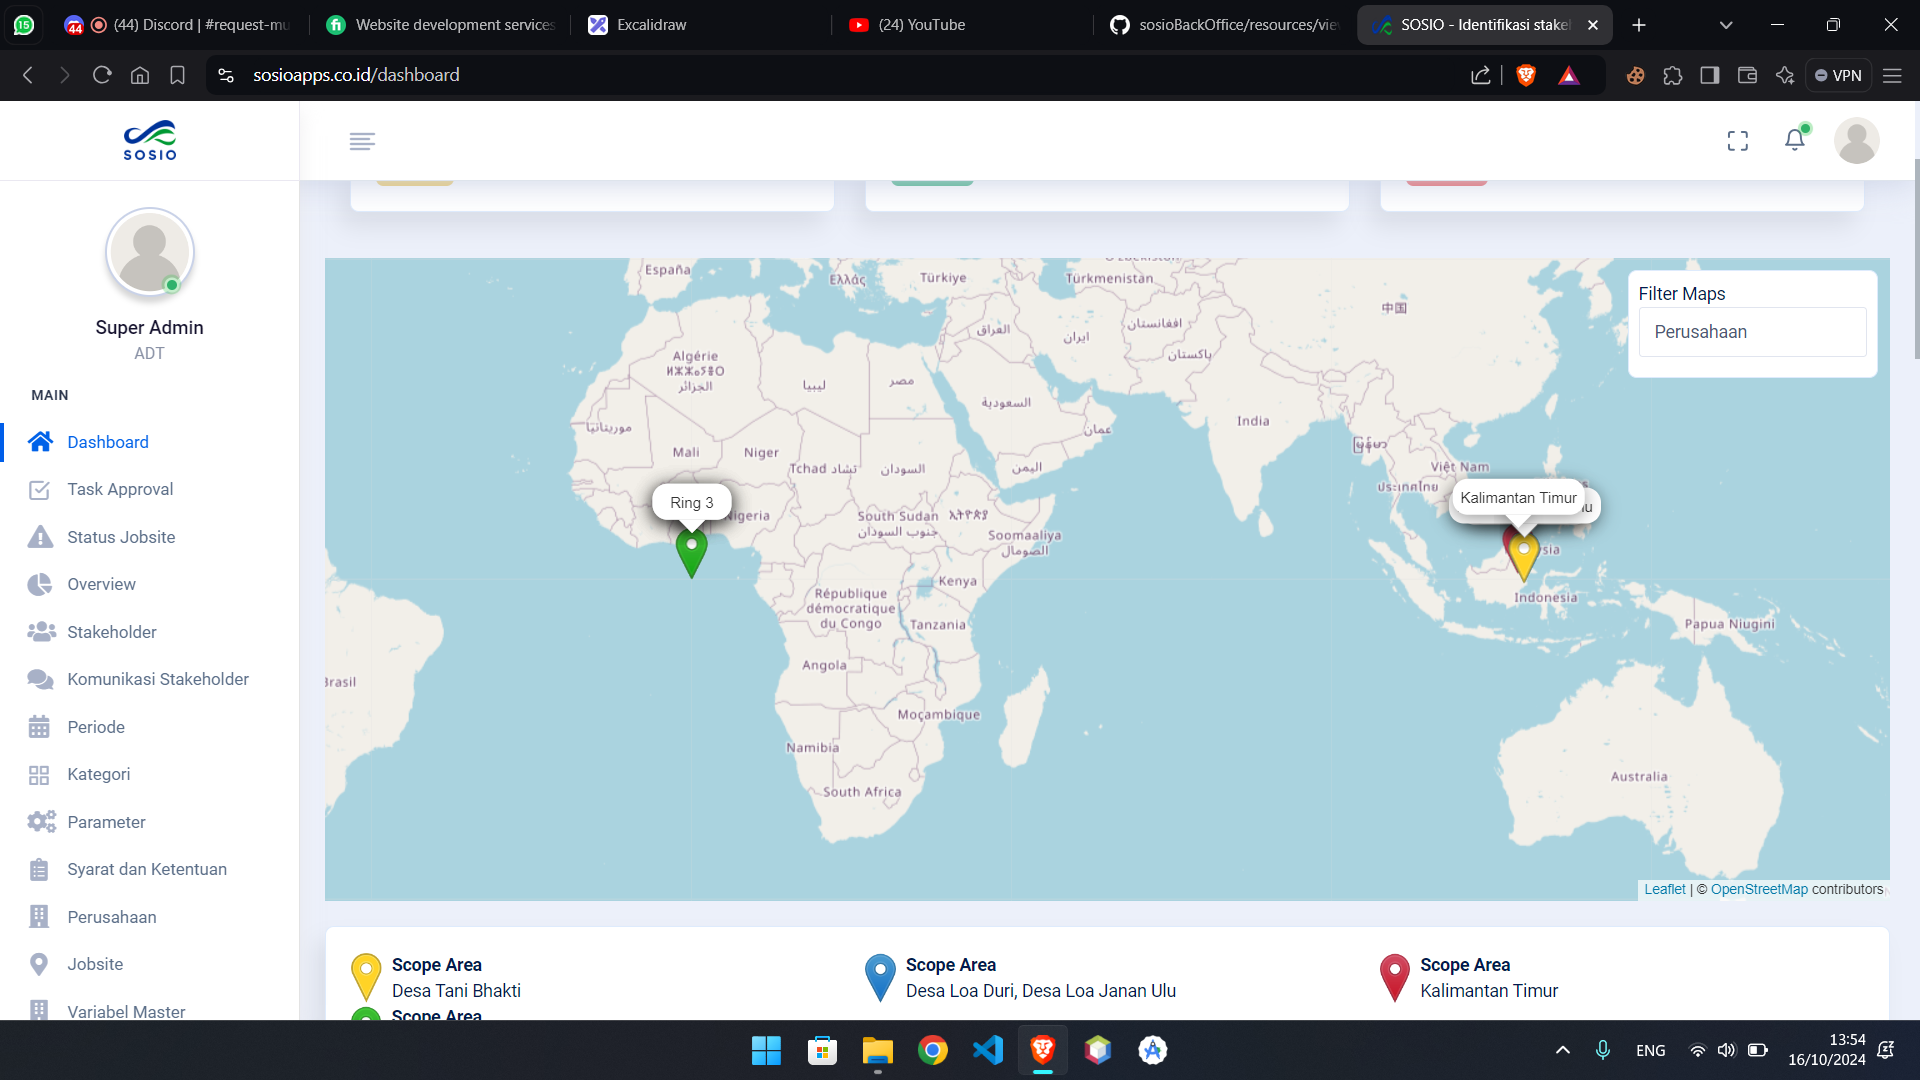 15
44
(44) Discord | #request-mu
Website development services
Excalidraw
(24) YouTube
sosioBackOffice/resources/vie
SOSIO - Identifikasi stakeh
sosioapps.co.id/dashboard
VPN
SOSIO
Super Admin
ADT
MAIN
Dashboard
Task Approval
Status Jobsite
Overview
Stakeholder
Komunikasi Stakeholder
Periode
Kategori
Parameter
Syarat dan Ketentuan
Perusahaan
Jobsite
Variabel Master
España
Ελλάς
Türkiye
Türkmenistan
中国
Filter Maps
Perusahaan
العراق
ایران
افغانستان
پاکستان
Algérie
ⵍⵣⵣⴰⵢⴻⵔ
الجزائر
ليبيا
مصر
السعودية
عمان
India
မြန်မာ
موريتانيا
Mali
Niger
Tchad تشاد
السودان
اليمن
Việt Nam
ประเทศไทย
Ring 3
Nigeria
South Sudan
جنوب السودان
Soomaaliya
الصومال
Kalimantan Timur
Kenya
Indonesia
République
démocratique
du Congo
Tanzania
Papua Niugini
Angola
Brasil
Moçambique
Namibia
South Africa
Australia
Leaflet | © OpenStreetMap contributors
Scope Area
Desa Tani Bhakti
Scope Area
Desa Loa Duri, Desa Loa Janan Ulu
Scope Area
Kalimantan Timur
Scope Area
ENG
13:54
16/10/2024